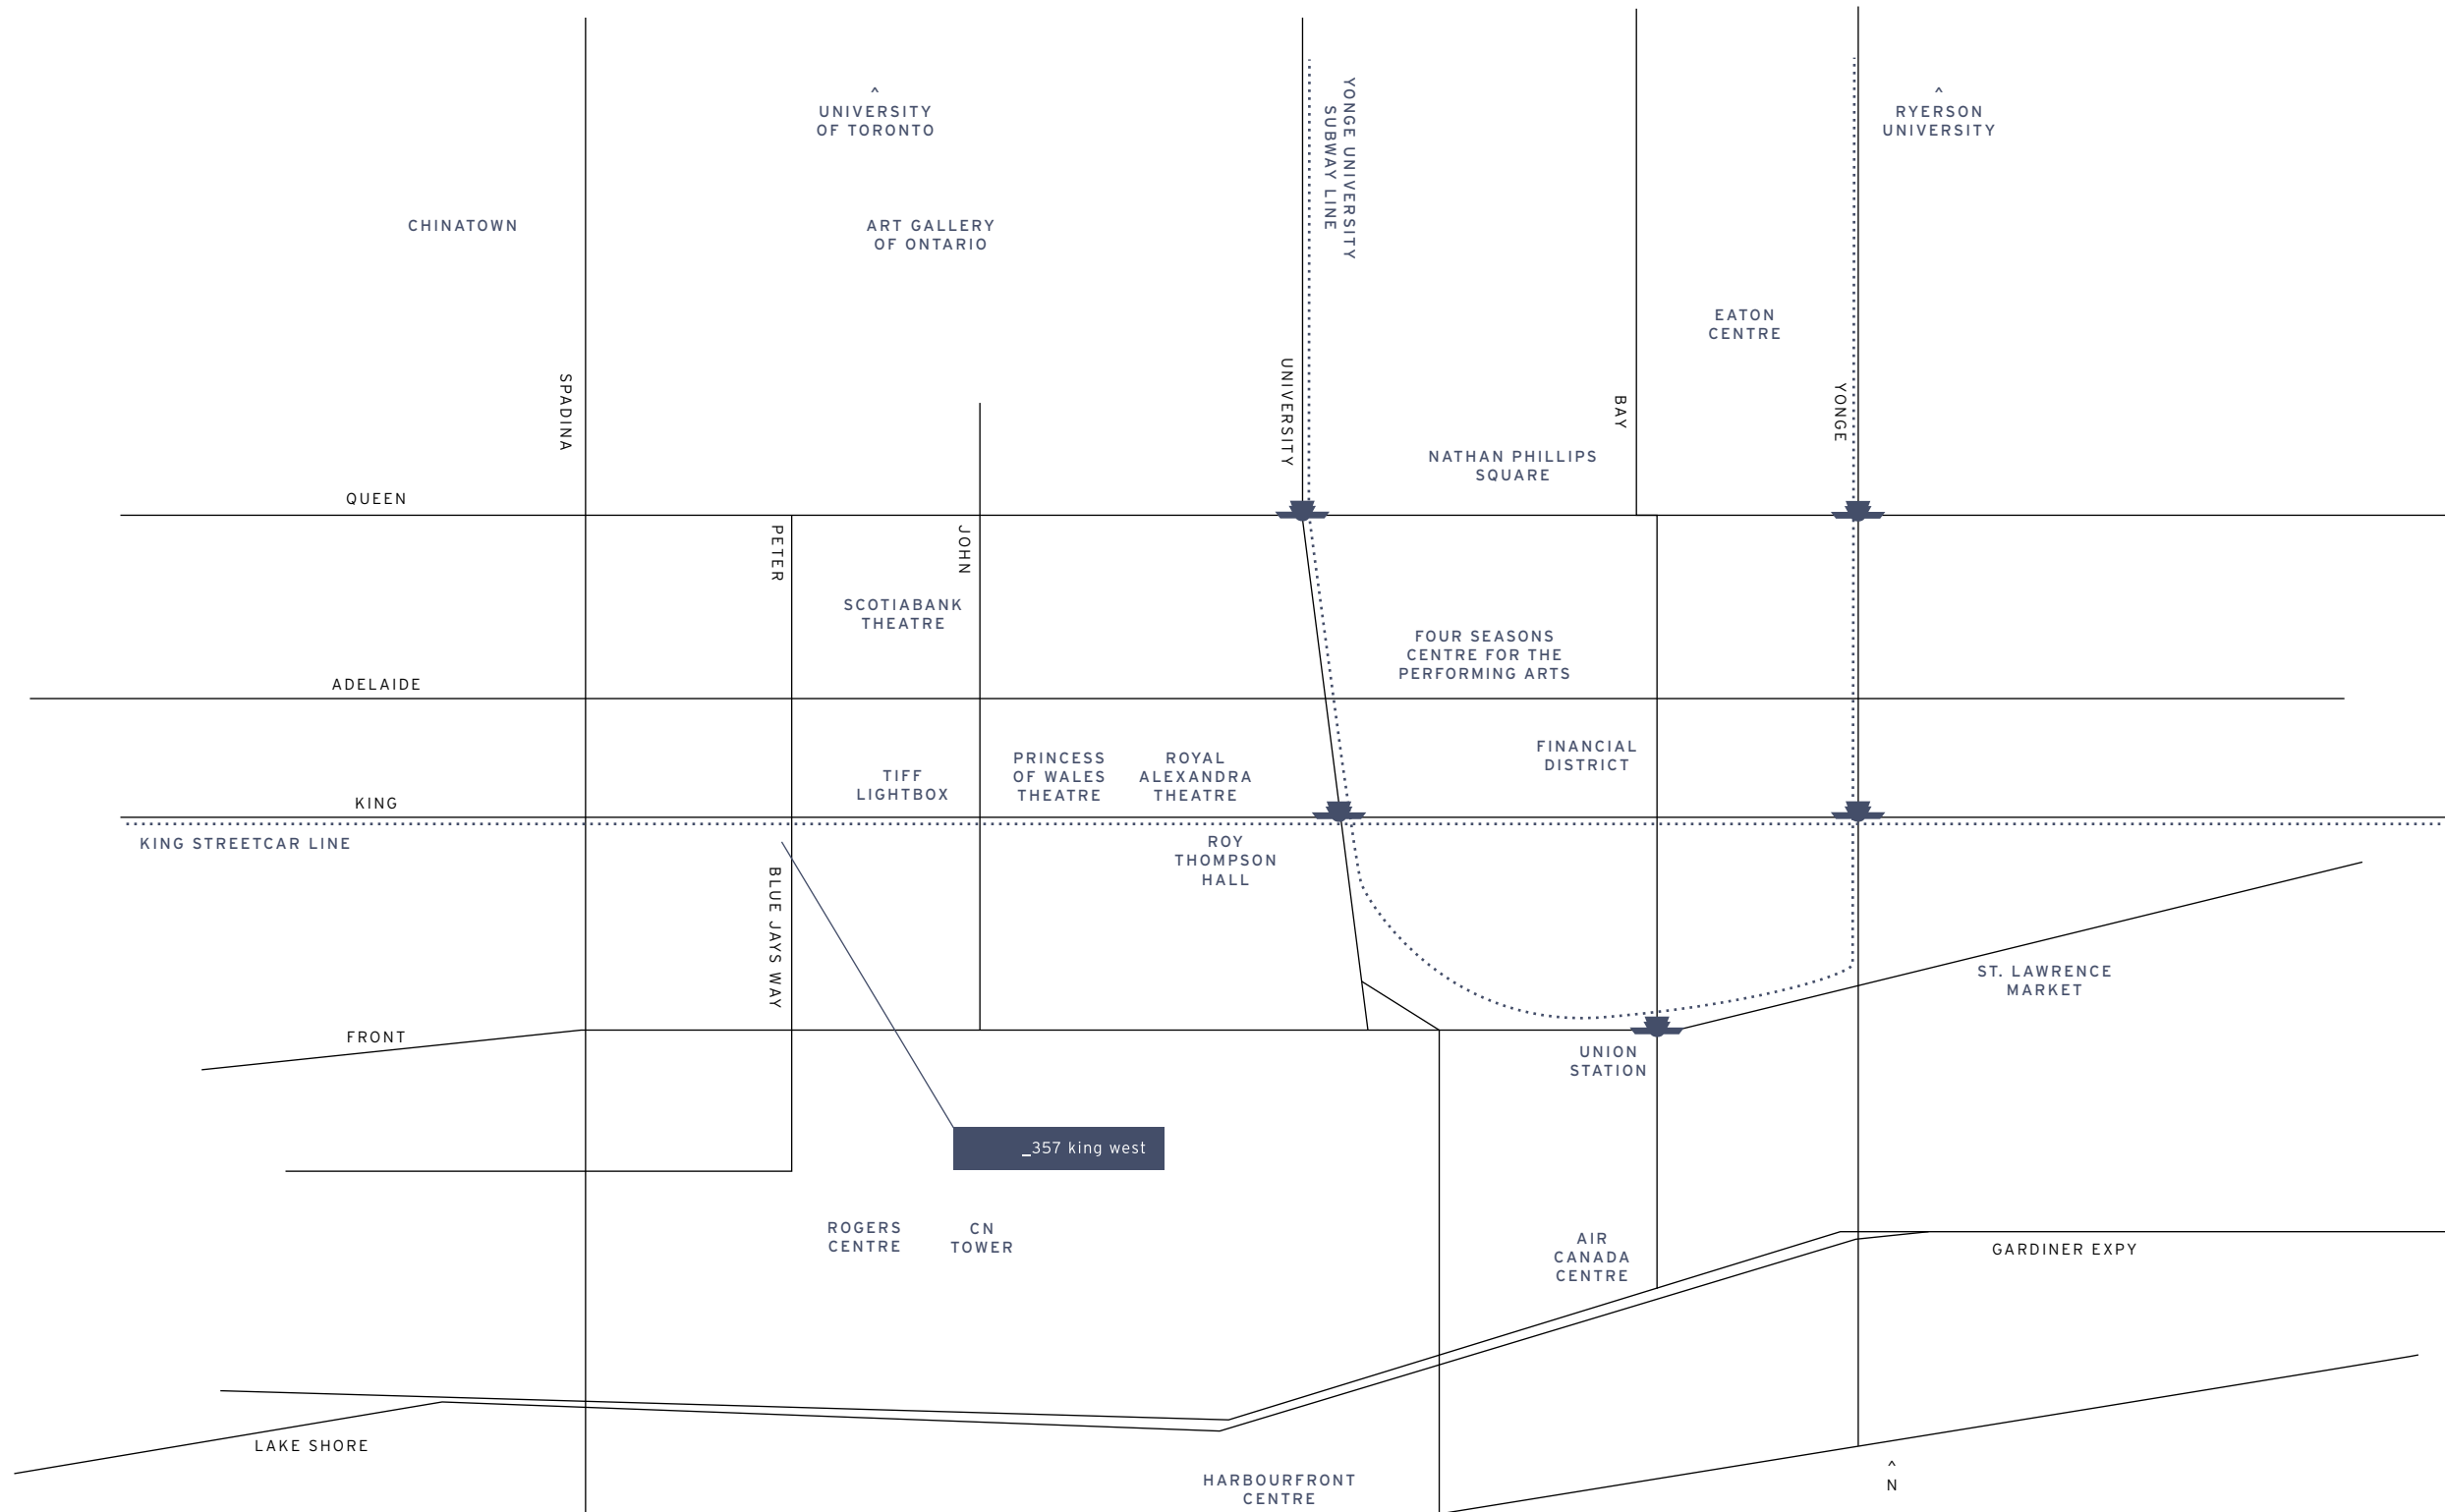 ^
UNIVERSITY
OF TORONTO
YONGE UNIVERSITY
SUBWAY LINE
^
RYERSON
UNIVERSITY
CHINATOWN
ART GALLERY
OF ONTARIO
EATON
CENTRE
SPADINA
UNIVERSITY
BAY
YONGE
NATHAN PHILLIPS
SQUARE
QUEEN
PETER
JOHN
SCOTIABANK
THEATRE
FOUR SEASONS
CENTRE FOR THE
PERFORMING ARTS
ADELAIDE
FINANCIAL
DISTRICT
TIFF
LIGHTBOX
PRINCESS
OF WALES
THEATRE
ROYAL
ALEXANDRA
THEATRE
KING
KING STREETCAR LINE
ROY
THOMPSON
HALL
BLUE JAYS WAY
ST. LAWRENCE
MARKET
FRONT
UNION
STATION
_357 king west
ROGERS
CENTRE
CN
TOWER
AIR
CANADA
CENTRE
GARDINER EXPY
LAKE SHORE
HARBOURFRONT
CENTRE
^
N